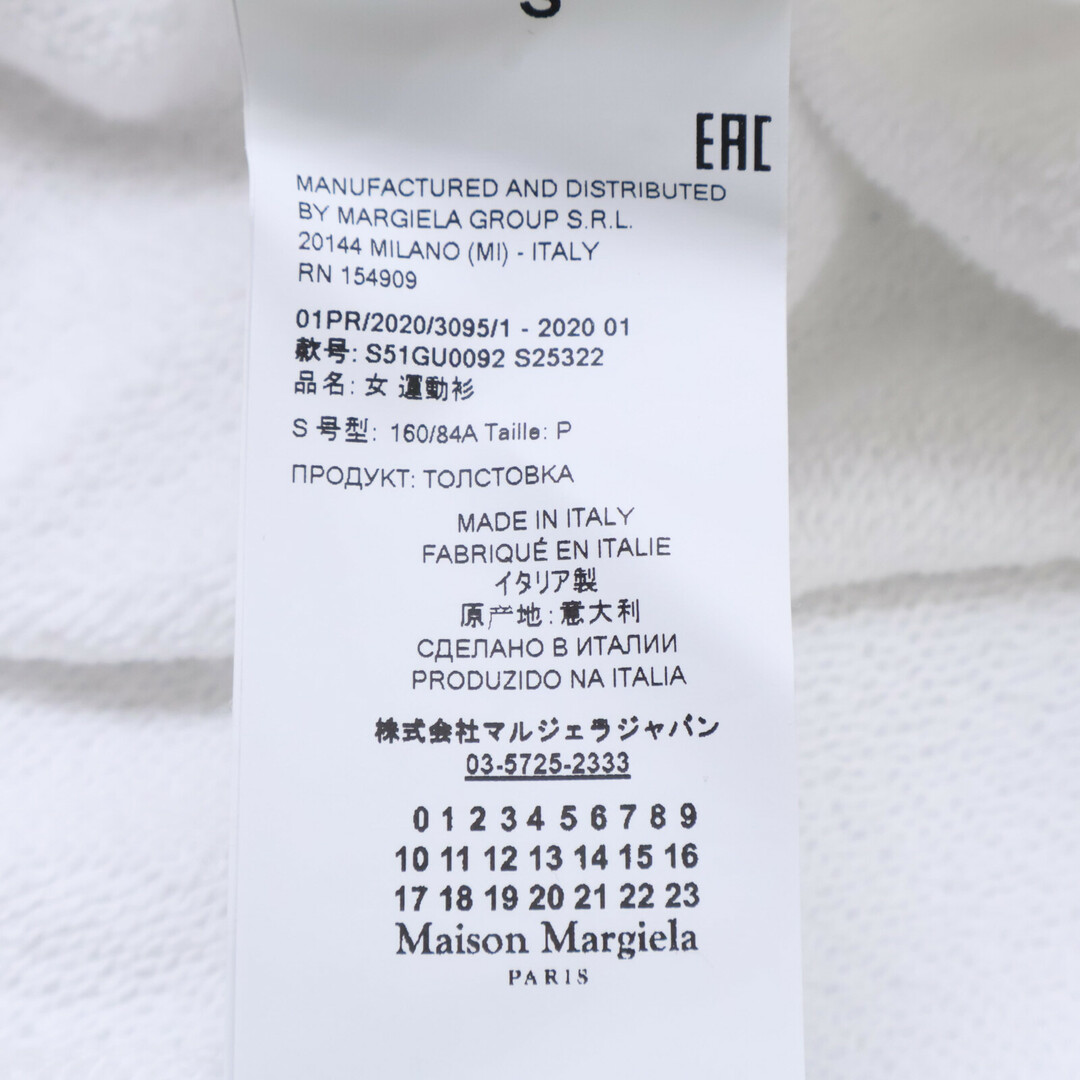 S
EAC
MANUFACTURED AND DISTRIBUTED
BY MARGIELA GROUP S.R.L.
20144 MILANO (MI) - ITALY
RN 154909
01PR/2020/3095/1 - 2020 01
款号: S51GU0092 S25322
品名: 女 運動衫
S 号型: 160/84A Taille: P
ПРОДУКТ: ТОЛСТОВКА
MADE IN ITALY
FABRIQUÉ EN ITALIE
イタリア製
原产地: 意大利
СДЕЛАНО В ИТАЛИИ
PRODUZIDO NA ITALIA
株式会社マルジェラジャパン
03-5725-2333
0 1 2 3 4 5 6 7 8 9
10 11 12 13 14 15 16
17 18 19 20 21 22 23
Maison Margiela
PARIS